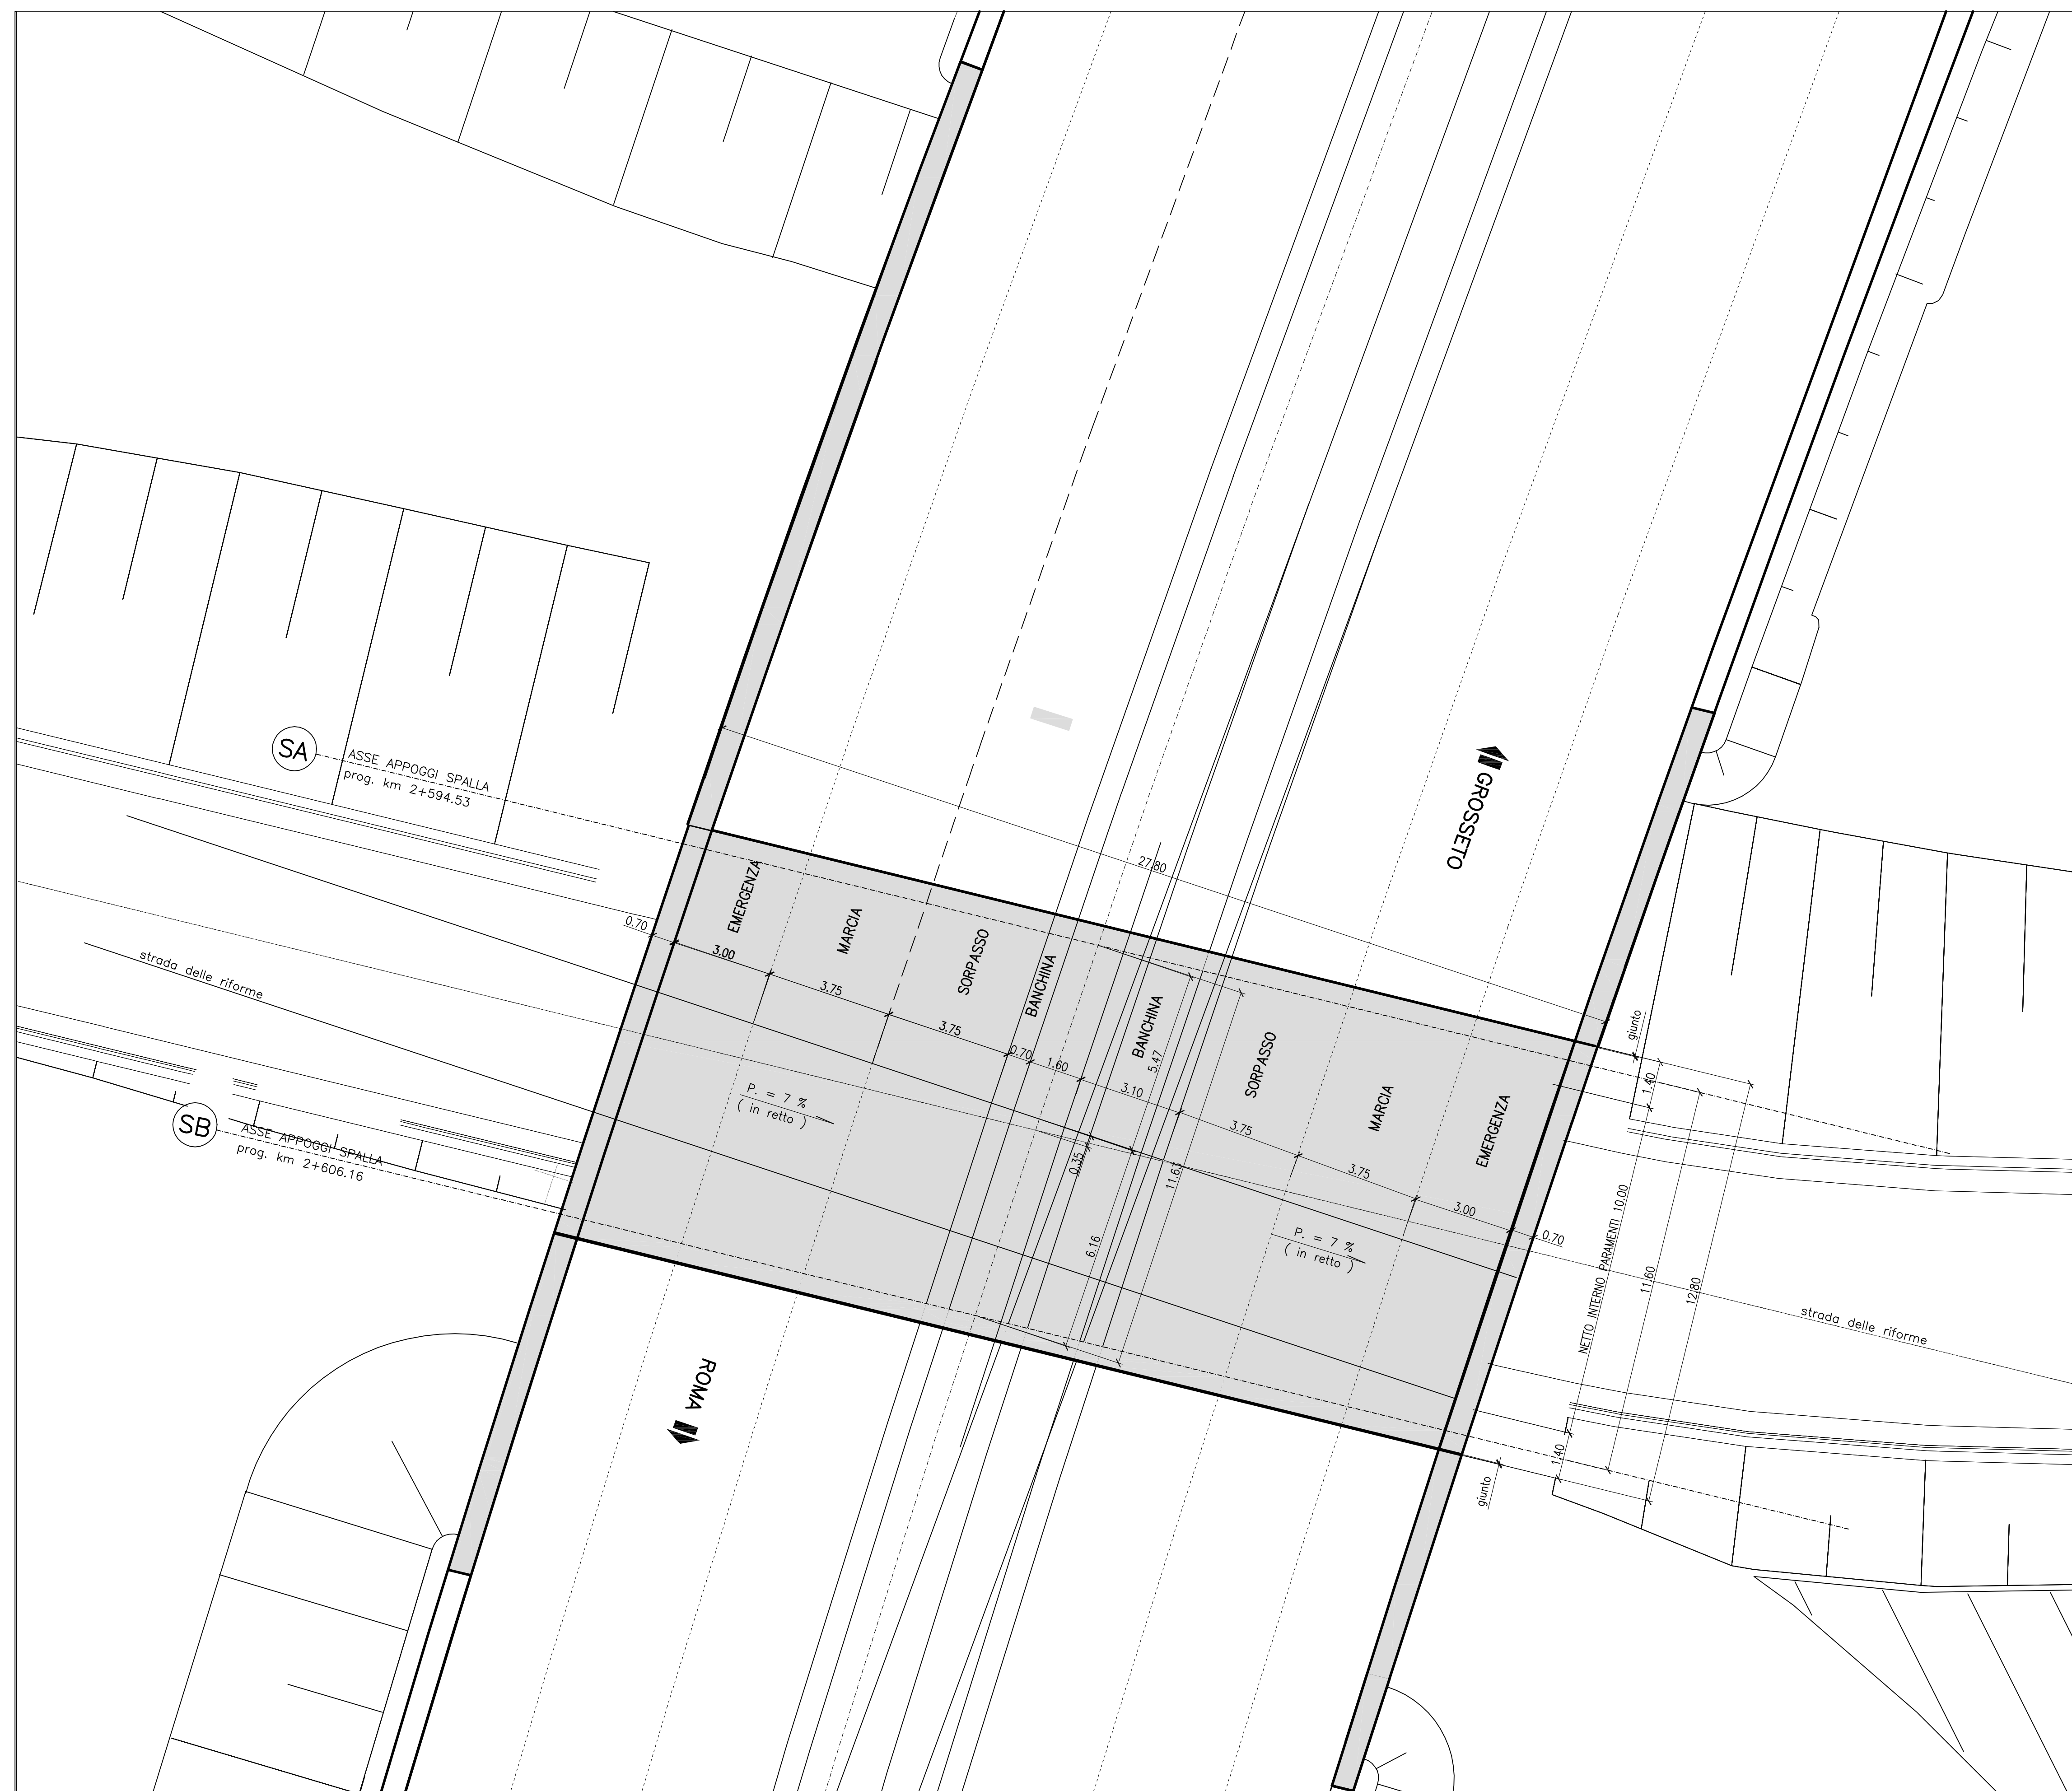 SA
ASSE APPOGGI SPALLA
prog. km 2+594.53
GROSSETO
27.80
EMERGENZA
MARCIA
SORPASSO
BANCHINA
BANCHINA
SORPASSO
MARCIA
EMERGENZA
0.70
3.00
3.75
3.75
0.70
1.60
3.10
3.75
3.75
3.00
0.70
5.47
0.35
11.63
6.16
strada delle riforme
P. = 7 %
( in retto )
P. = 7 %
( in retto )
SB
ASSE APPOGGI SPALLA
prog. km 2+606.16
giunto
1.40
NETTO INTERNO PARAMENTI 10.00
11.60
12.80
strada delle riforme
1.40
giunto
ROMA